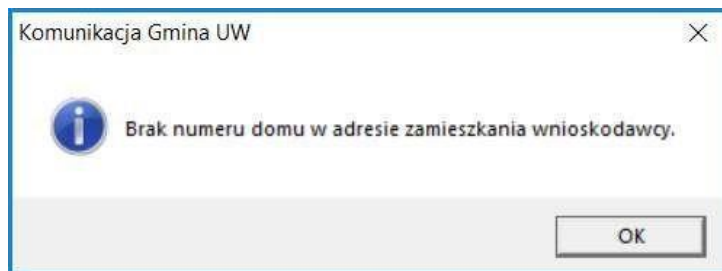 Komunikacja Gmina UW
Brak numeru domu w adresie zamieszkania wnioskodawcy.
OK